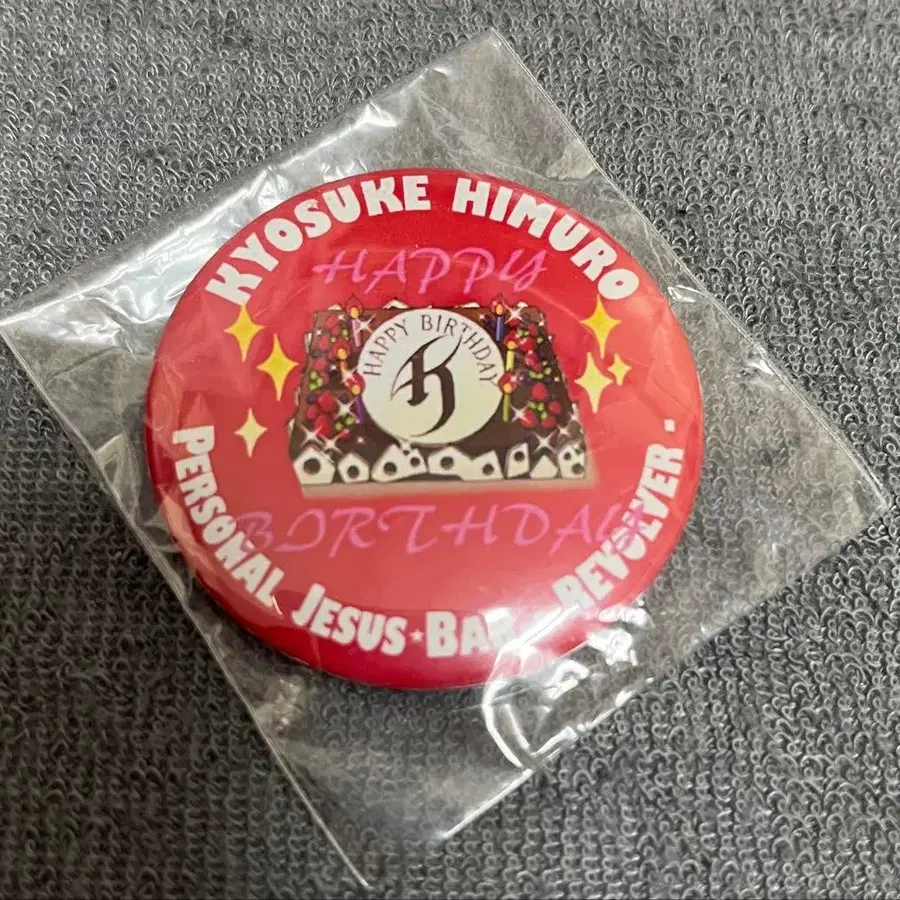 KYOSUKE HIMURO
HAPPY
HAPPY BIRTHDAY
K
BIRTHDAY
PERSONAL JESUS★BAR REVOLVER.